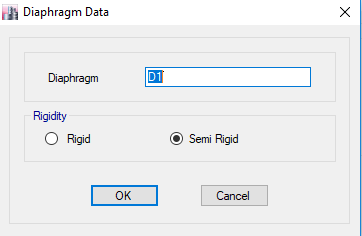 Diaphragm Data
Diaphragm D1
Rigidity
Rigid Semi Rigid
OK Cancel